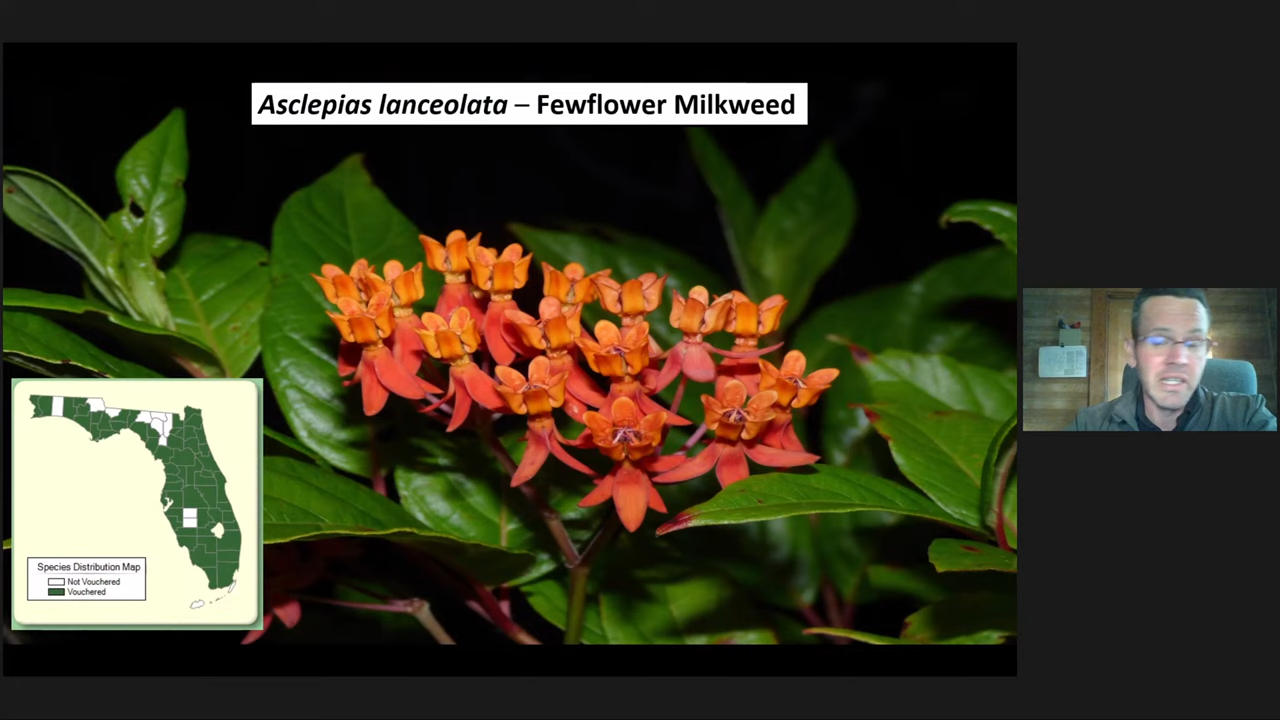 Asclepias lanceolata – Fewflower Milkweed
Species Distribution Map
Not Vouchered
Vouchered